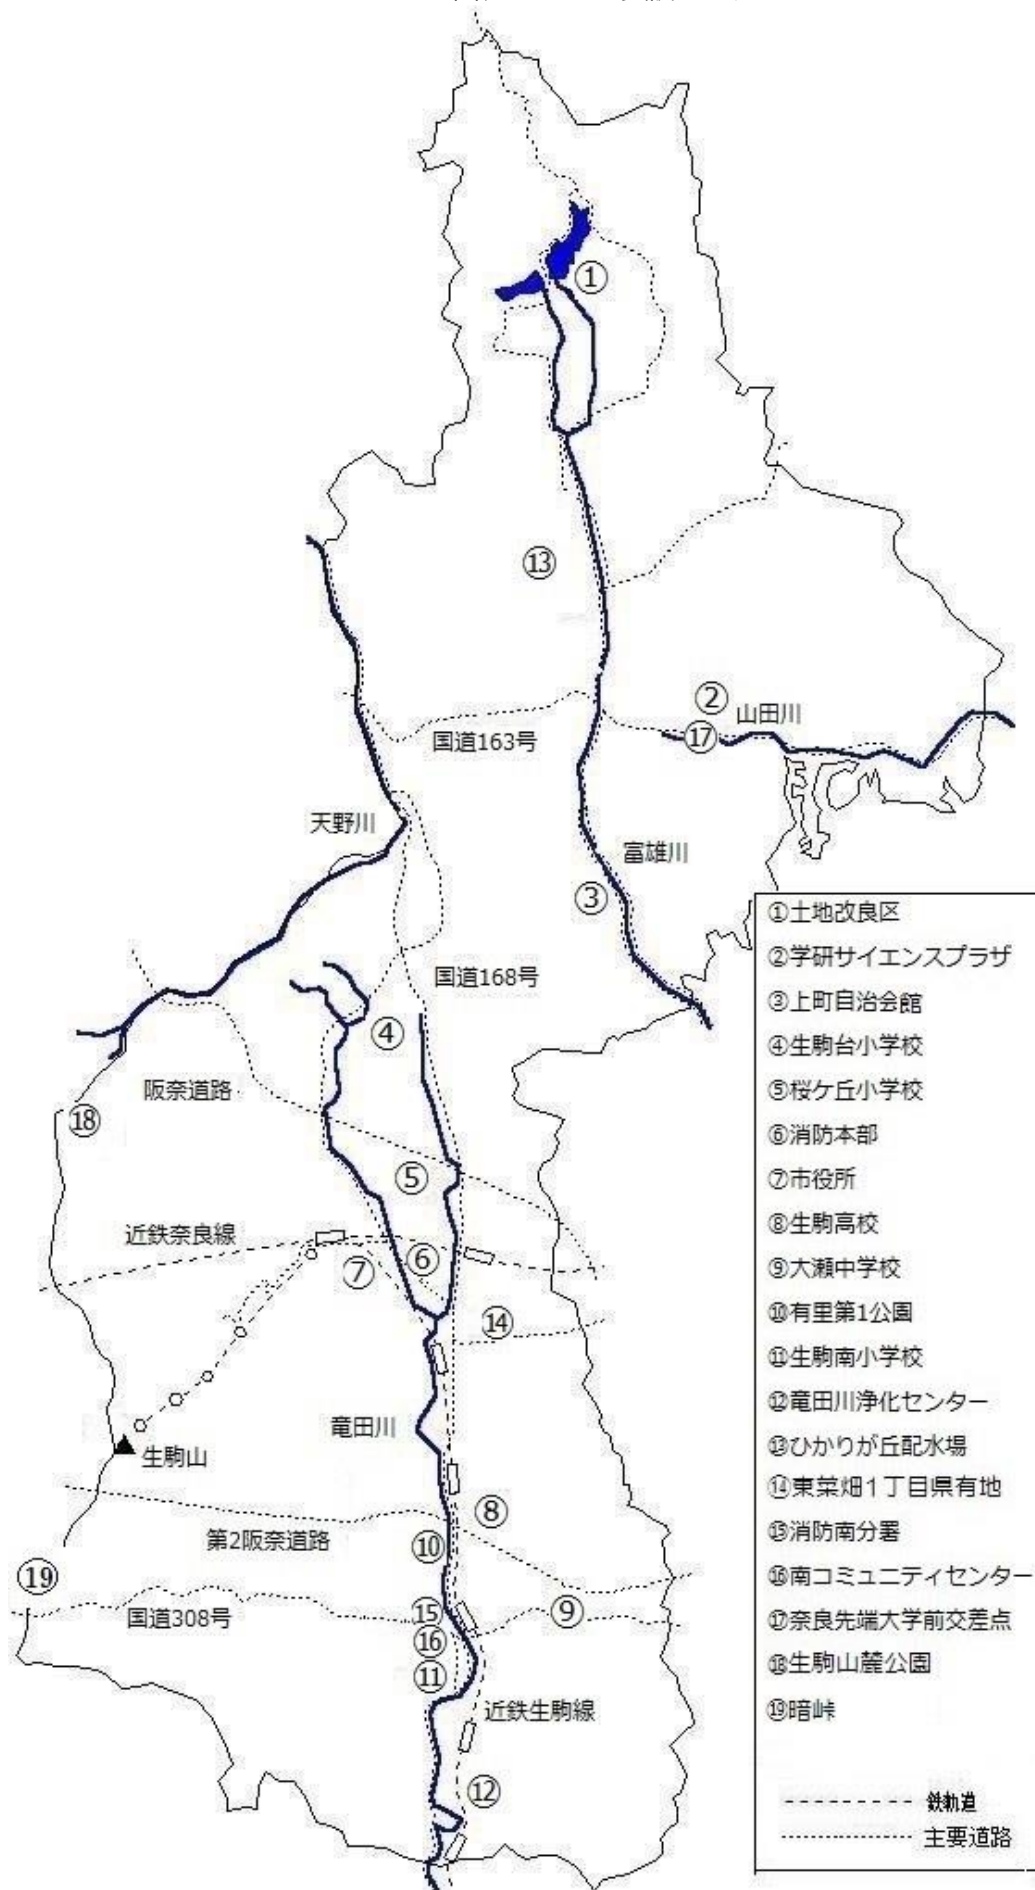 ①
⑬
②
山田川
⑰
国道163号
天野川
富雄川
③
国道168号
④
阪奈道路
⑱
⑤
近鉄奈良線
⑥
⑦
⑭
竜田川
生駒山
⑧
第2阪奈道路
⑩
⑲
⑨
国道308号
⑮
⑯
⑪
近鉄生駒線
⑫
①土地改良区
②学研サイエンスプラザ
③上町自治会館
④生駒台小学校
⑤桜ケ丘小学校
⑥消防本部
⑦市役所
⑧生駒高校
⑨大瀬中学校
⑩有里第1公園
⑪生駒南小学校
⑫竜田川浄化センター
⑬ひかりが丘配水場
⑭東菜畑1丁目県有地
⑮消防南分署
⑯南コミュニティセンター
⑰奈良先端大学前交差点
⑱生駒山麓公園
⑲暗峠
鉄軌道
主要道路